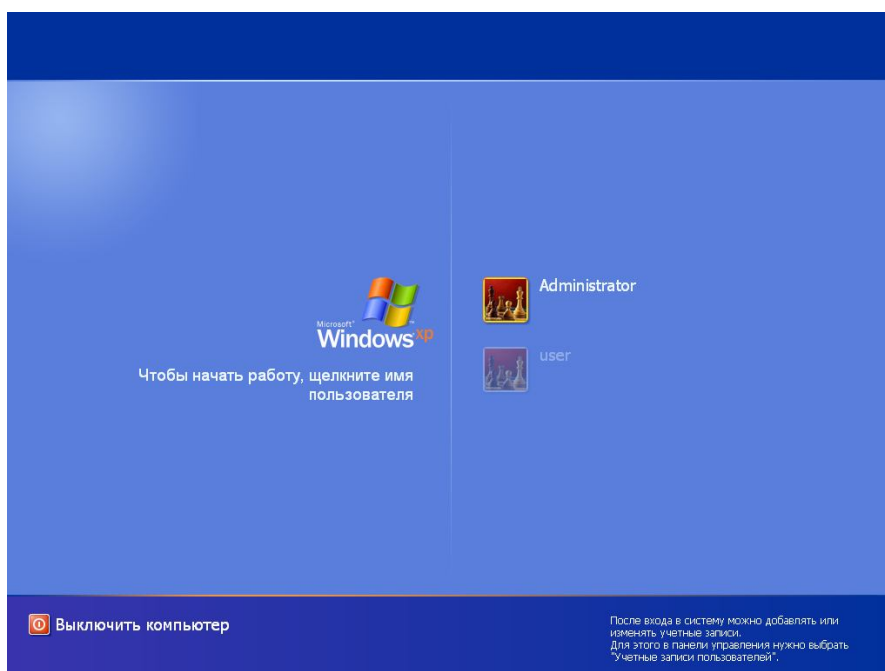 Microsoft®
Windows xp
Чтобы начать работу, щелкните имя
пользователя
Administrator
user
Выключить компьютер
После входа в систему можно добавлять или
изменять учетные записи.
Для этого в панели управления нужно выбрать
"Учетные записи пользователей".